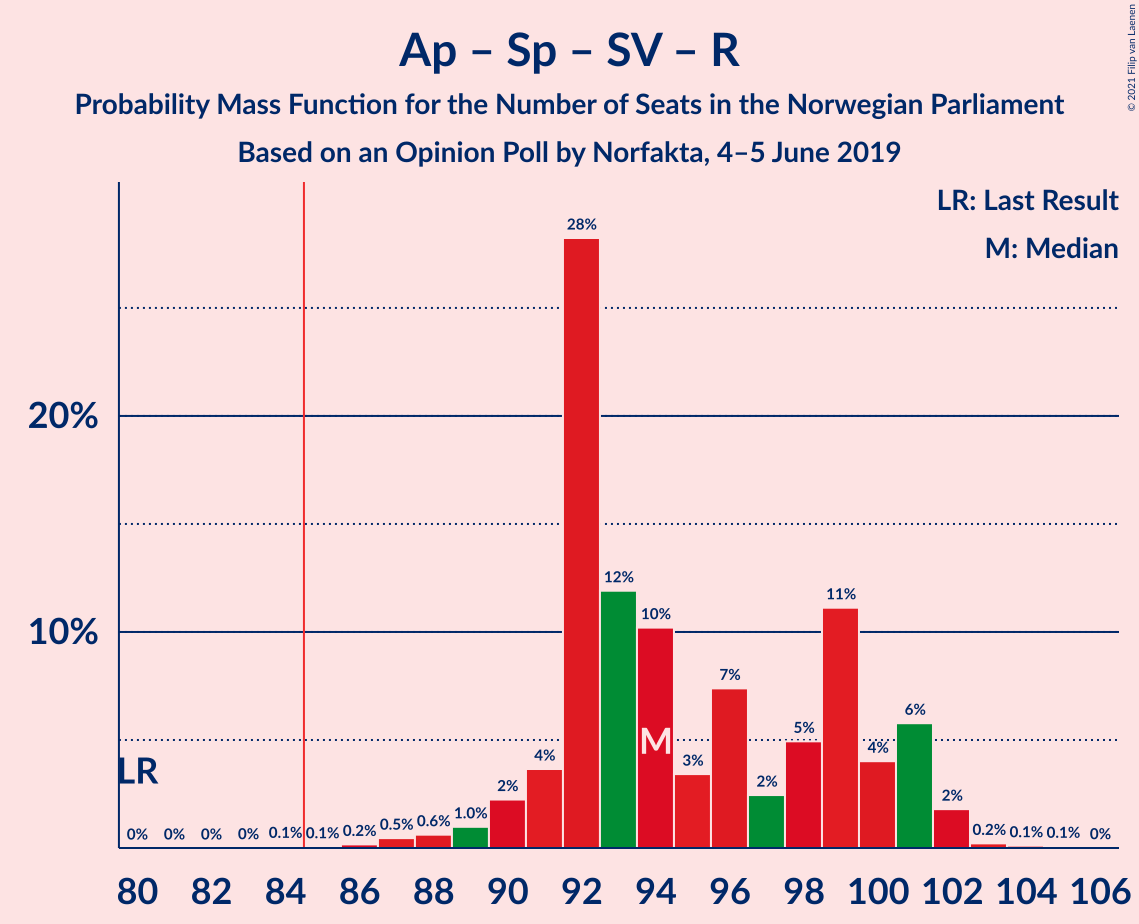 Ap – Sp – SV – R
Probability Mass Function for the Number of Seats in the Norwegian Parliament
Based on an Opinion Poll by Norfakta, 4–5 June 2019
© 2021 Filip van Laenen
LR: Last Result
M: Median
28%
20%
12%
11%
10%
10%
7%
6%
5%
M
4%
3%
4%
LR
2%
2%
2%
0% 0% 0% 0% 0.1% 0.1% 0.2% 0.5% 0.6% 1.0% 0.2% 0.1% 0.1% 0%
80 82 84 86 88 90 92 94 96 98 100 102 104 106